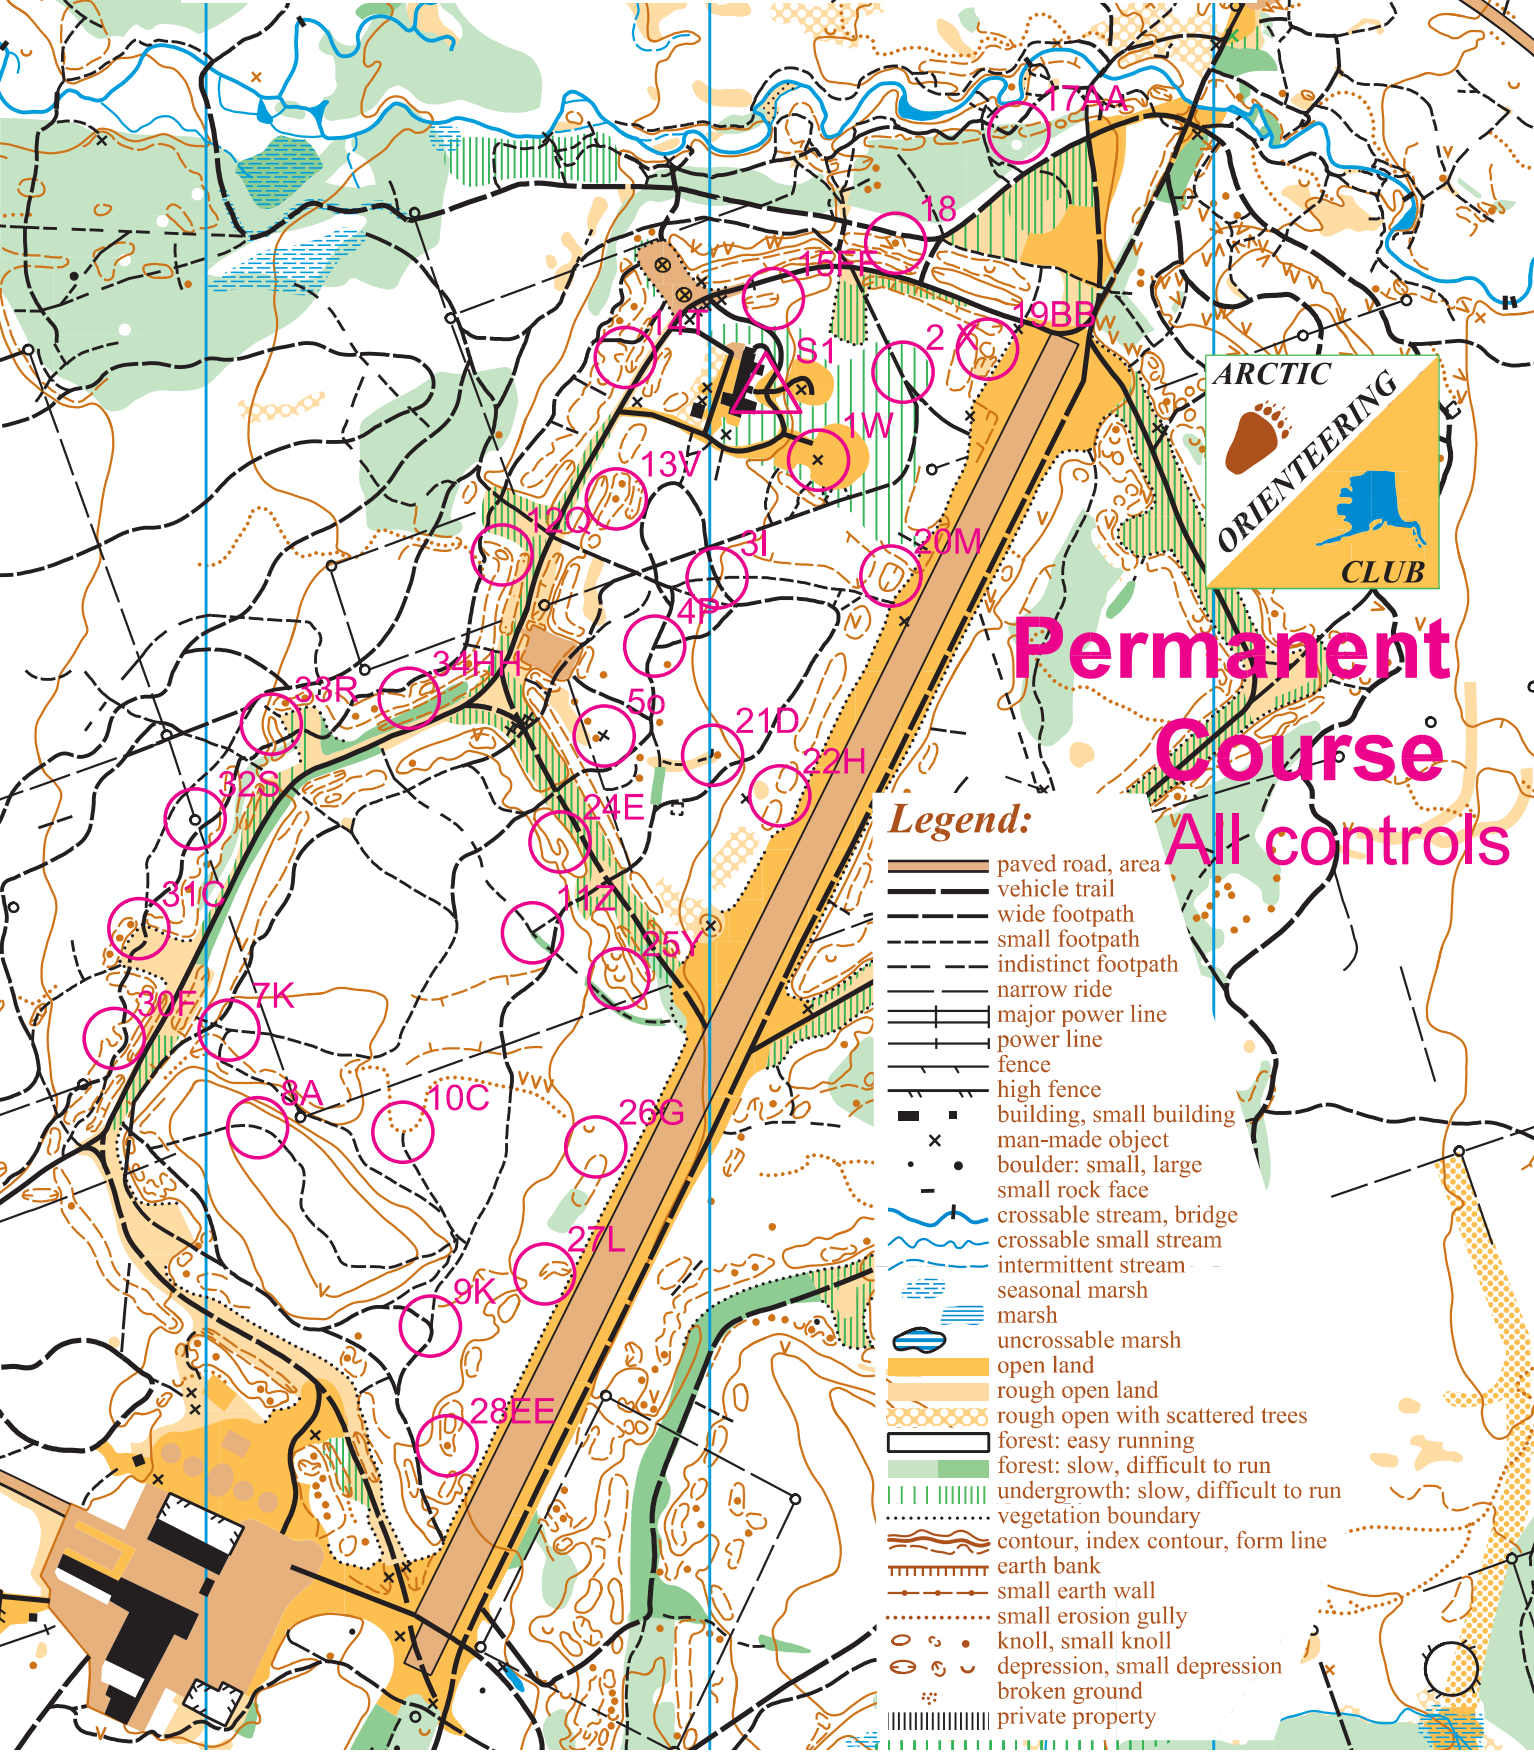 17AA
18
15FF
19BB
14T
S1
2 X
1W
13V
12Q
3I
20M
4P
34HH
33R
5o
21D
22H
32S
24E
31C
11Z
25Y
30F
7K
8A
10C
26G
27L
9K
28EE
ARCTIC
ORIENTEERING
CLUB
Permanent
Course
All controls
Legend:
paved road, area
vehicle trail
wide footpath
small footpath
indistinct footpath
narrow ride
major power line
power line
fence
high fence
building, small building
man-made object
boulder: small, large
small rock face
crossable stream, bridge
crossable small stream
intermittent stream
seasonal marsh
marsh
uncrossable marsh
open land
rough open land
rough open with scattered trees
forest: easy running
forest: slow, difficult to run
undergrowth: slow, difficult to run
vegetation boundary
contour, index contour, form line
earth bank
small earth wall
small erosion gully
knoll, small knoll
depression, small depression
broken ground
private property